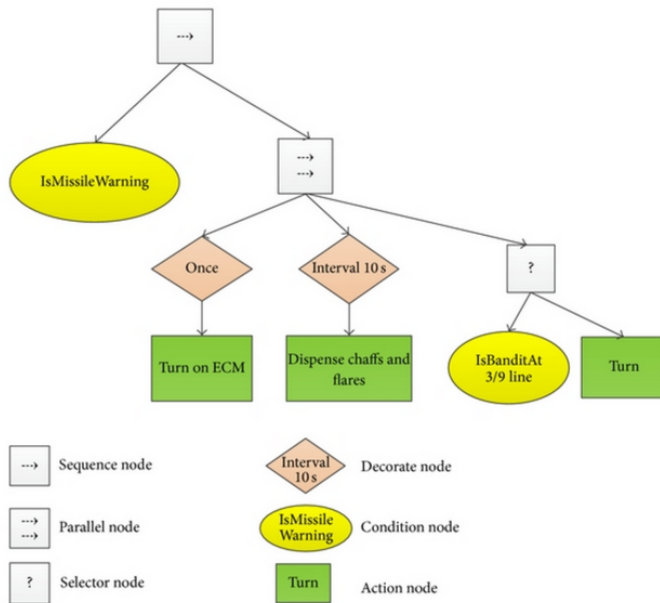 ⇢
IsMissileWarning
⇢
⇢
Once
Interval 10 s
?
Turn on ECM
Dispense chaffs and
flares
IsBanditAt
3/9 line
Turn
⇢
Sequence node
Interval
10 s
Decorate node
⇢
⇢
Parallel node
IsMissile
Warning
Condition node
?
Selector node
Turn
Action node